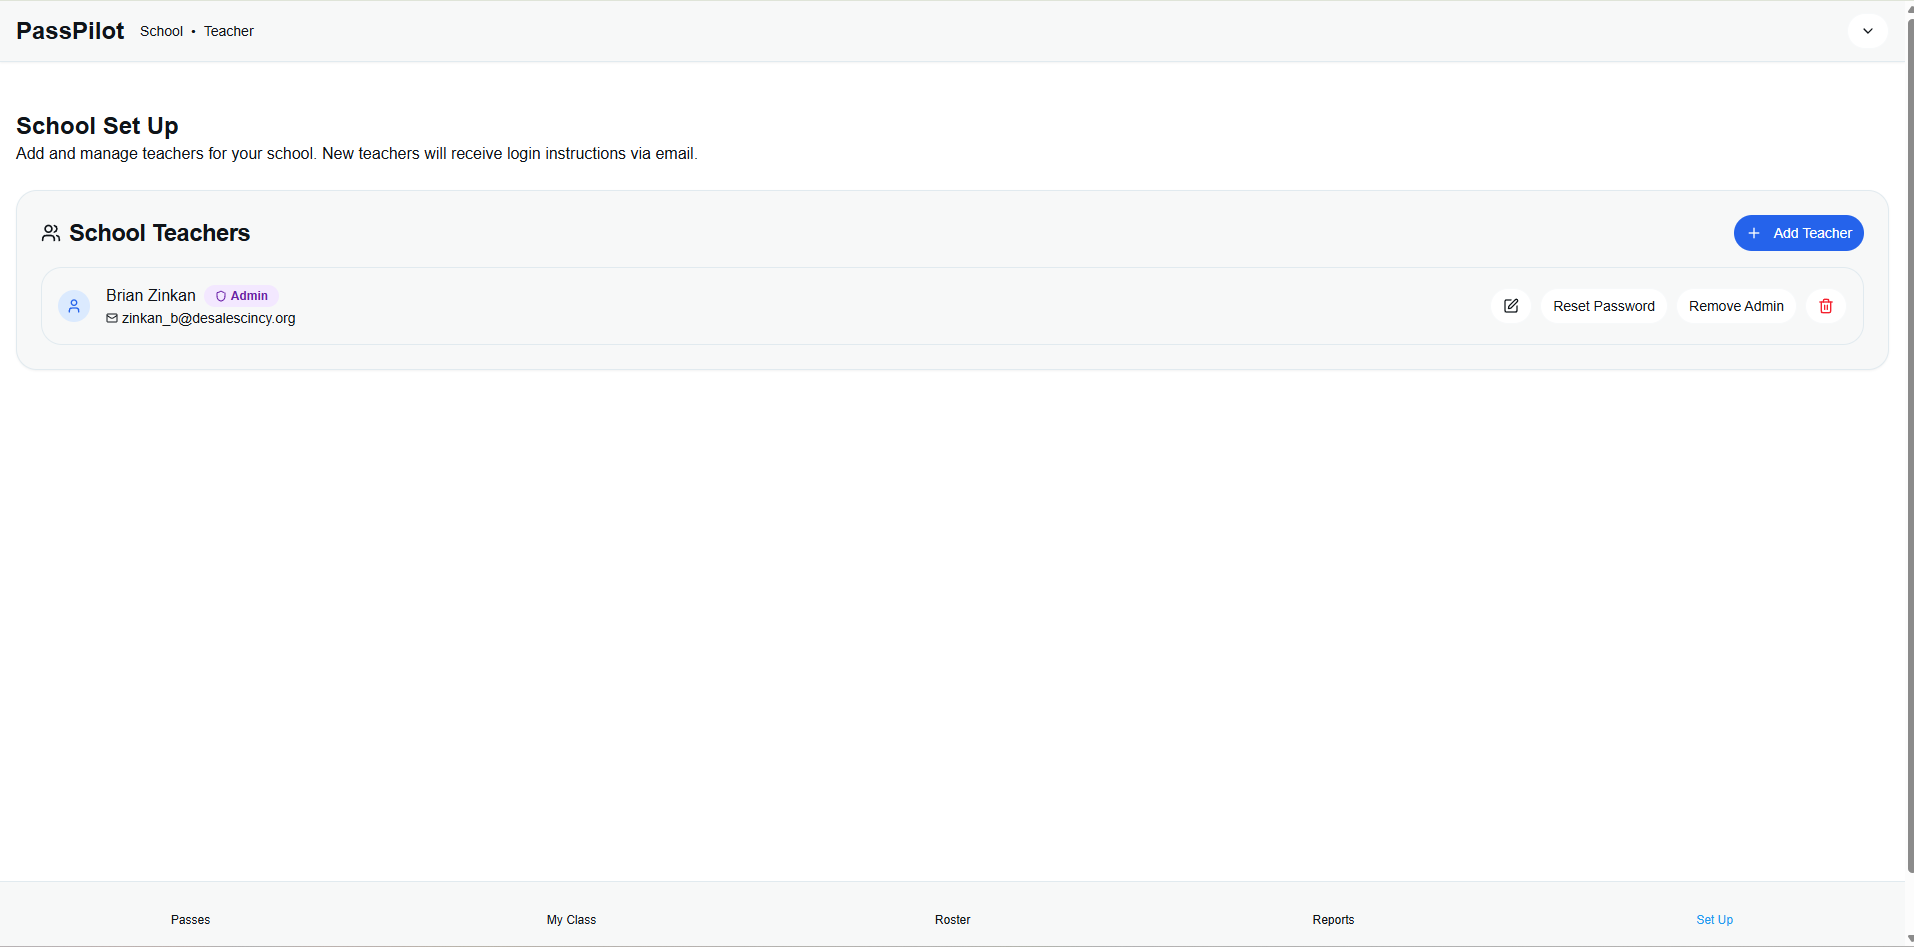 PassPilot School • Teacher
School Set Up
Add and manage teachers for your school. New teachers will receive login instructions via email.
School Teachers
Add Teacher
Brian Zinkan Admin
zinkan_b@desalescincy.org
Reset Password Remove Admin
Passes My Class Roster Reports Set Up